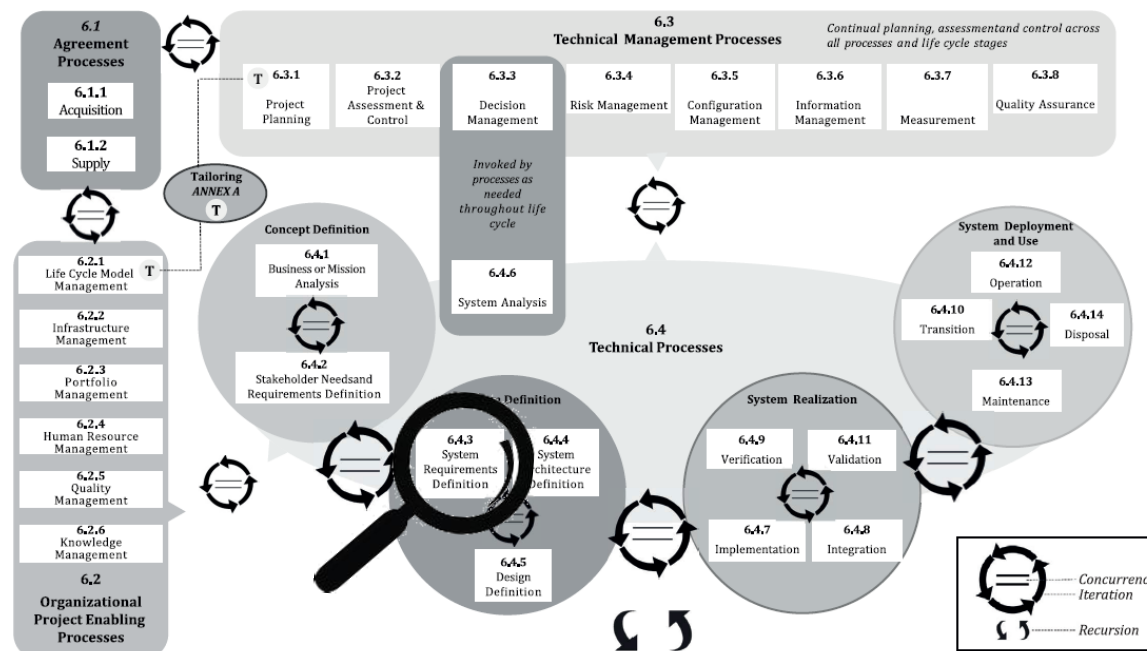 6.1
Agreement
Processes
6.1.1
Acquisition
6.1.2
Supply
6.3
Technical Management Processes
Continual planning, assessmentand control across
all processes and life cycle stages
T
6.3.1
Project
Planning
6.3.2
Project
Assessment &
Control
6.3.3
Decision
Management
6.3.4
Risk Management
6.3.5
Configuration
Management
6.3.6
Information
Management
6.3.7
Measurement
6.3.8
Quality Assurance
Invoked by
processes as
needed
throughout life
cycle
6.4.6
System Analysis
Tailoring
ANNEX A
T
6.2.1
Life Cycle Model
Management
T
6.2.2
Infrastructure
Management
6.2.3
Portfolio
Management
6.2.4
Human Resource
Management
6.2.5
Quality
Management
6.2.6
Knowledge
Management
6.2
Organizational
Project Enabling
Processes
Concept Definition
6.4.1
Business or Mission
Analysis
6.4.2
Stakeholder Needsand
Requirements Definition
6.4
Technical Processes
Definition
6.4.3
System
Requirements
Definition
6.4.4
System
Definition
6.4.5
Design
Definition
System Realization
6.4.9
Verification
6.4.11
Validation
6.4.7
Implementation
6.4.8
Integration
System Deployment
and Use
6.4.12
Operation
6.4.10
Transition
6.4.14
Disposal
6.4.13
Maintenance
Iteration
Recursion